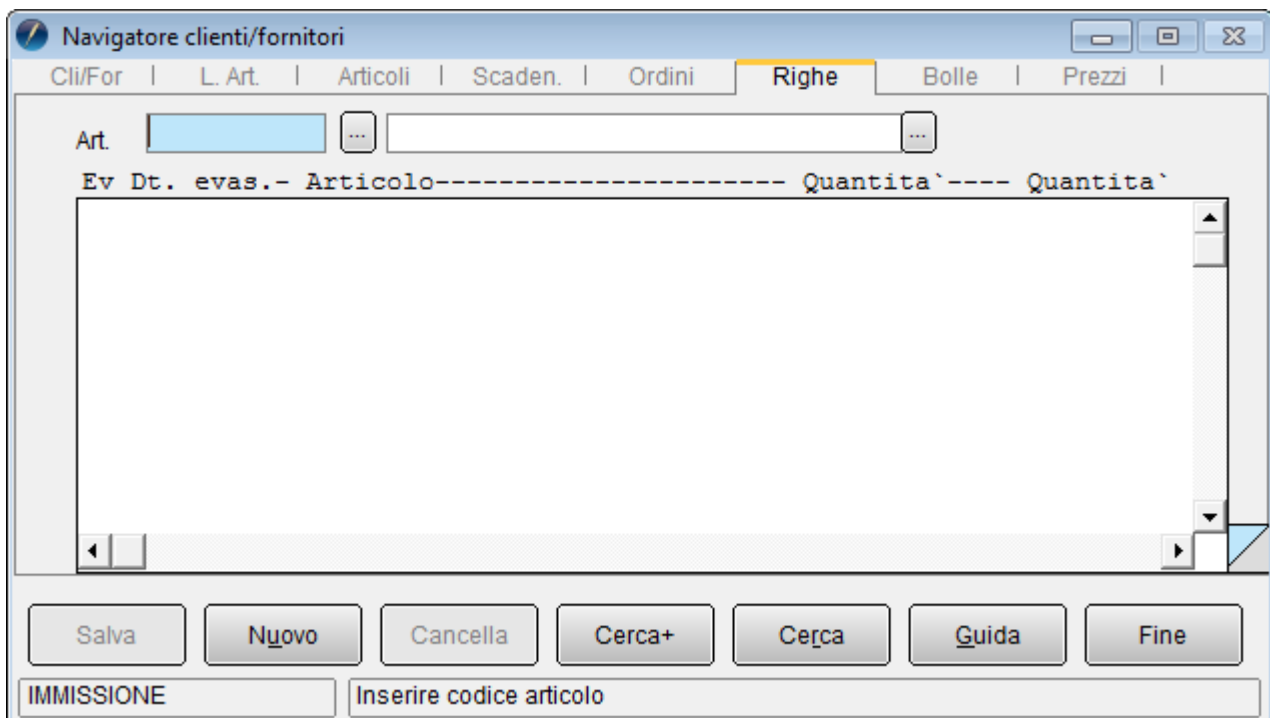 Navigatore clienti/fornitori
Cli/For | L. Art. | Articoli | Scaden. | Ordini Righe Bolle | Prezzi |
Art. ... ...
Ev Dt. evas.- Articolo---------------------- Quantita`---- Quantita`
Salva Nuovo Cancella Cerca+ Cerca Guida Fine
IMMISSIONE Inserire codice articolo